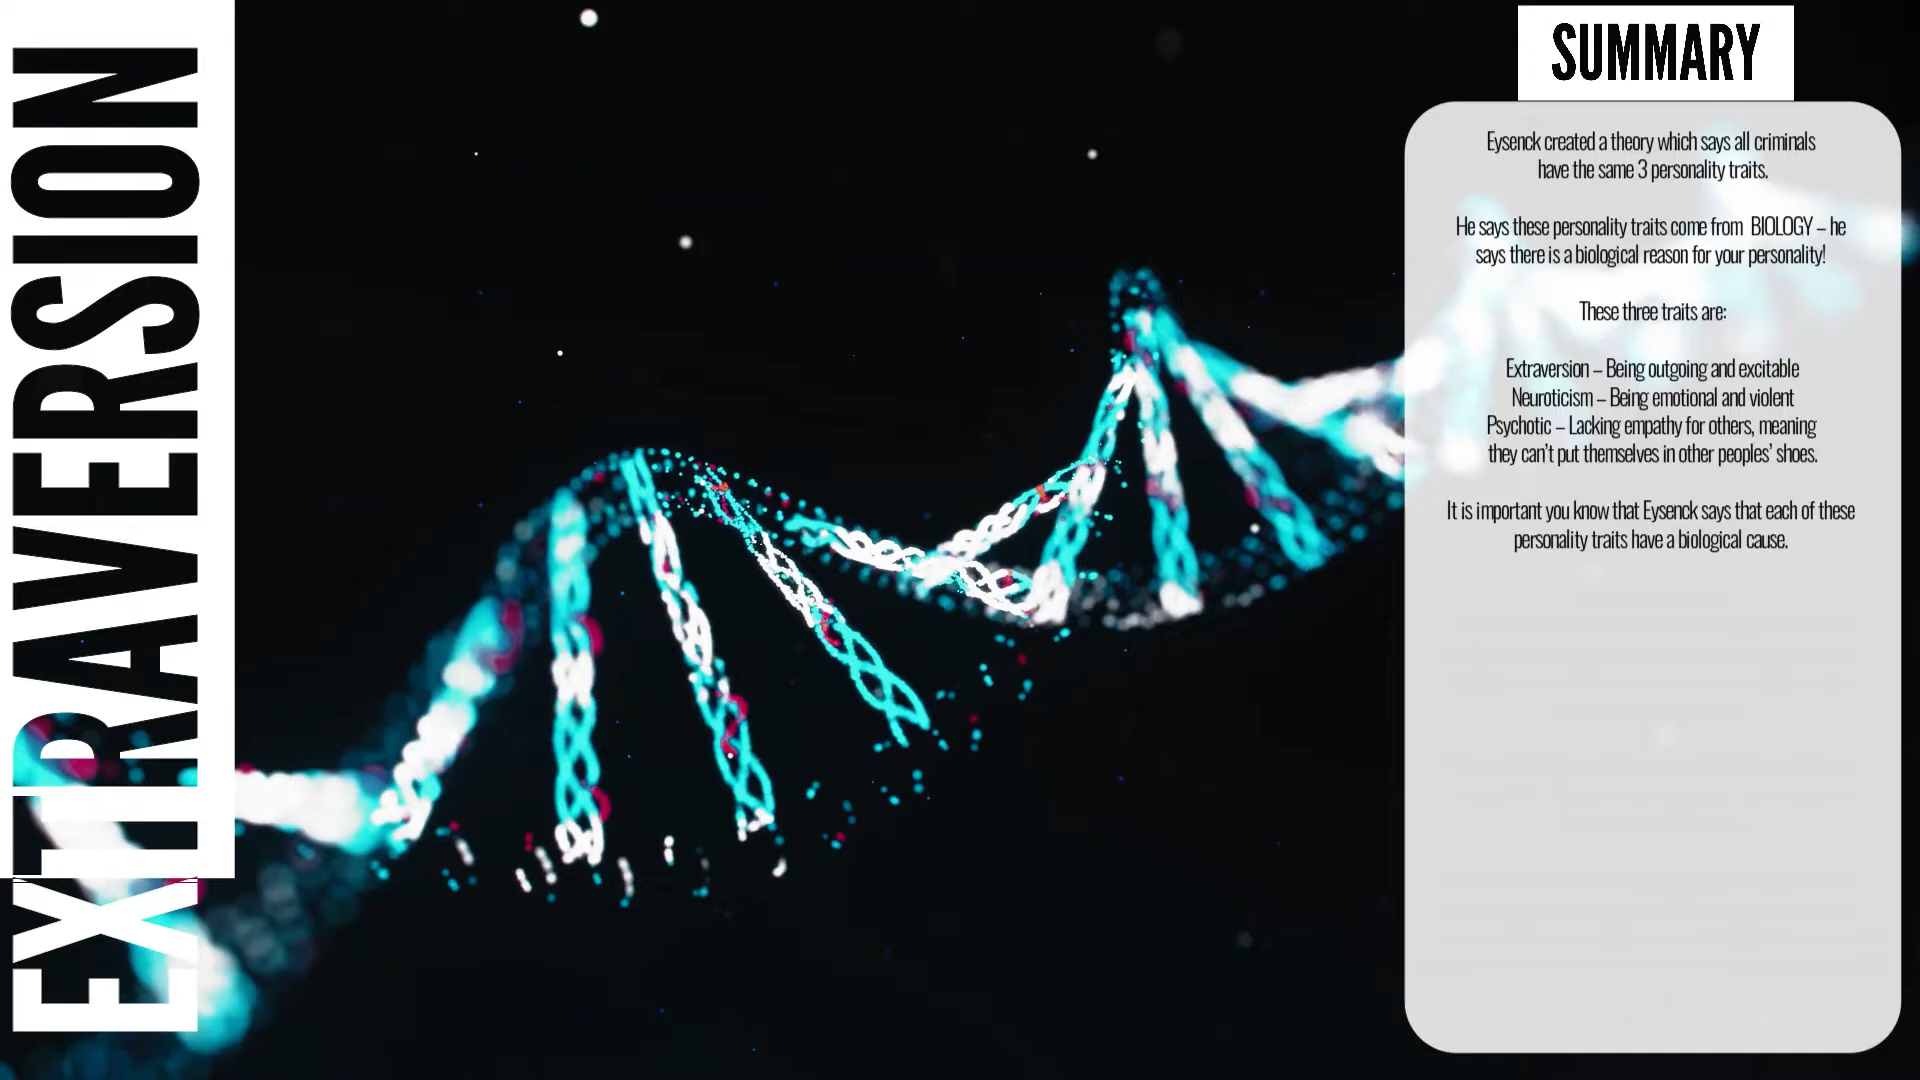 EXTRAVERSION
SUMMARY
Eysenck created a theory which says all criminals
have the same 3 personality traits.
He says these personality traits come from BIOLOGY – he
says there is a biological reason for your personality!
These three traits are:
Extraversion – Being outgoing and excitable
Neuroticism – Being emotional and violent
Psychotic – Lacking empathy for others, meaning
they can't put themselves in other peoples' shoes.
It is important you know that Eysenck says that each of these
personality traits have a biological cause.